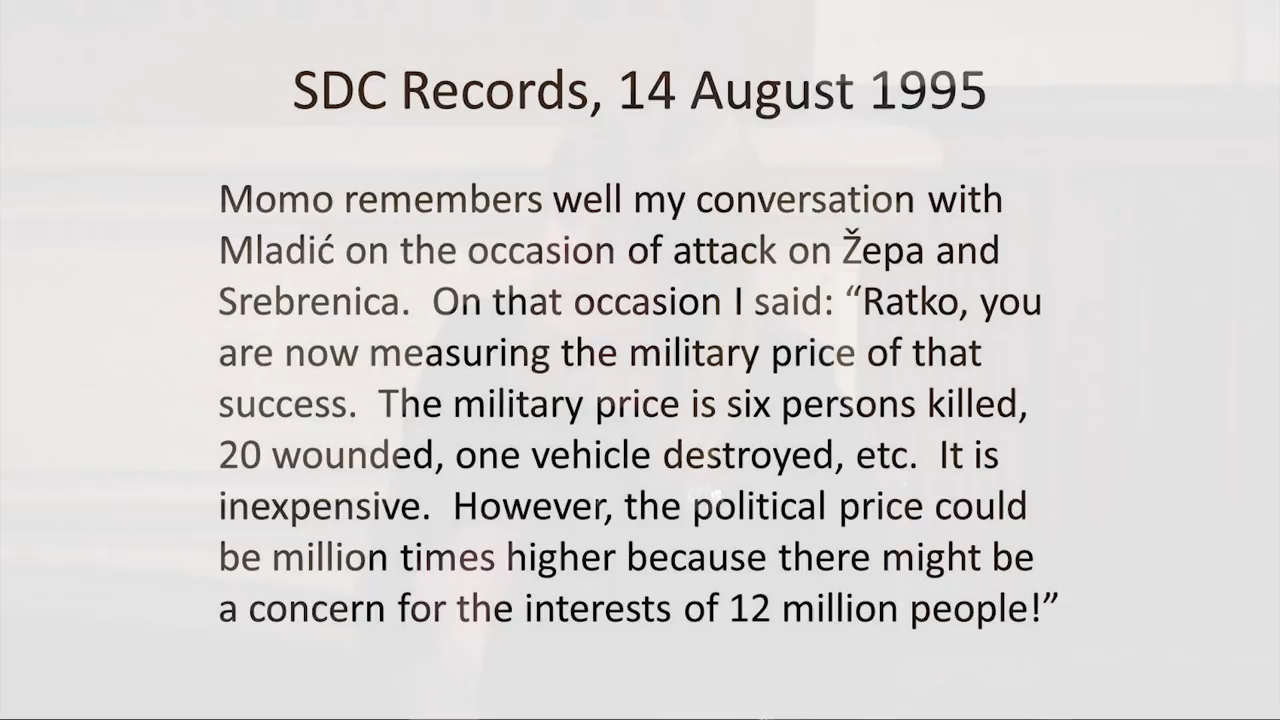 SDC Records, 14 August 1995
Momo remembers well my conversation with
Mladić on the occasion of attack on Žepa and
Srebrenica.  On that occasion I said: “Ratko, you
are now measuring the military price of that
success.  The military price is six persons killed,
20 wounded, one vehicle destroyed, etc.  It is
inexpensive.  However, the political price could
be million times higher because there might be
a concern for the interests of 12 million people!”